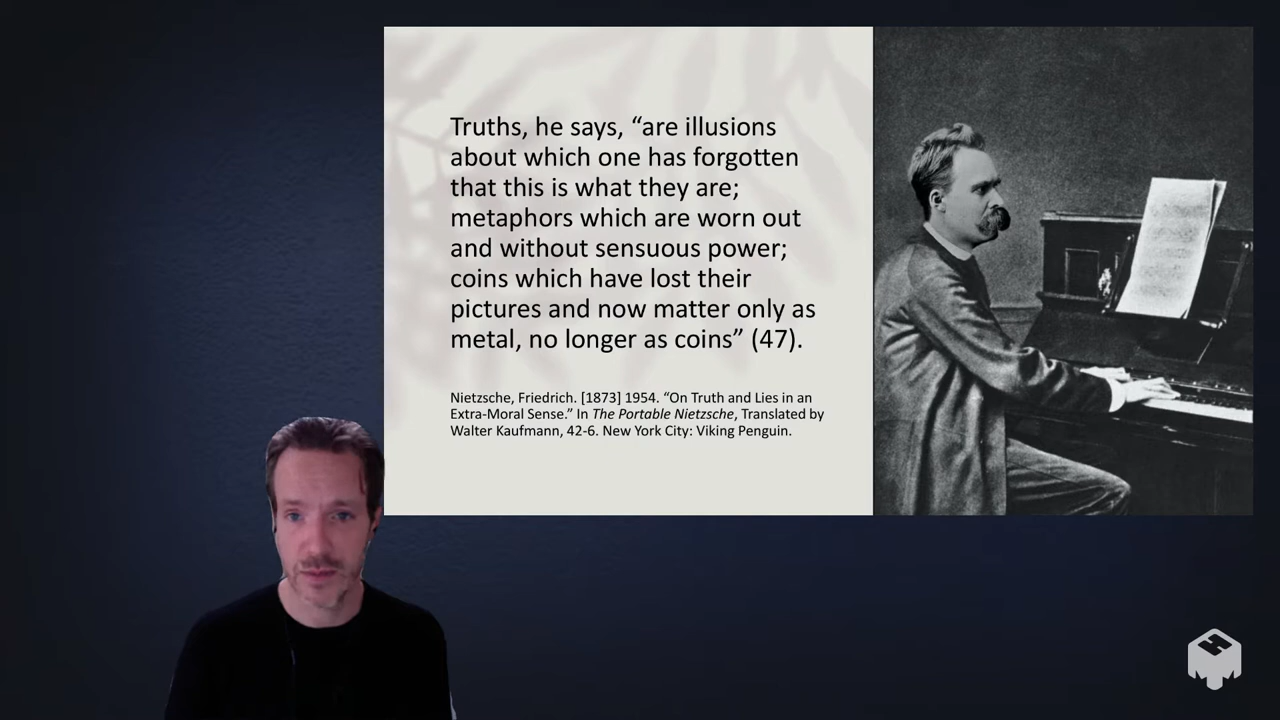 Truths, he says, “are illusions
about which one has forgotten
that this is what they are;
metaphors which are worn out
and without sensuous power;
coins which have lost their
pictures and now matter only as
metal, no longer as coins” (47).
Nietzsche, Friedrich. [1873] 1954. “On Truth and Lies in an
Extra-Moral Sense.” In The Portable Nietzsche, Translated by
Walter Kaufmann, 42-6. New York City: Viking Penguin.